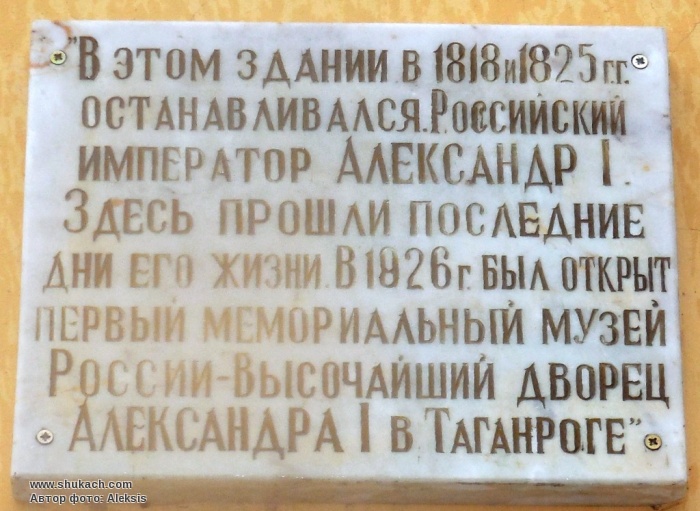 "В ЭТОМ ЗДАНИИ В 1818 И 1825 Г.Г.
ОСТАНАВЛИВАЛСЯ РОССИЙСКИЙ
ИМПЕРАТОР АЛЕКСАНДР I.
ЗДЕСЬ ПРОШЛИ ПОСЛЕДНИЕ
ДНИ ЕГО ЖИЗНИ. В 1926 Г. БЫЛ ОТКРЫТ
ПЕРВЫЙ МЕМОРИАЛЬНЫЙ МУЗЕЙ
РОССИИ-ВЫСОЧАЙШИЙ ДВОРЕЦ
АЛЕКСАНДРА I В ТАГАНРОГЕ"
www.shukach.com
Автор фото: Aleksis